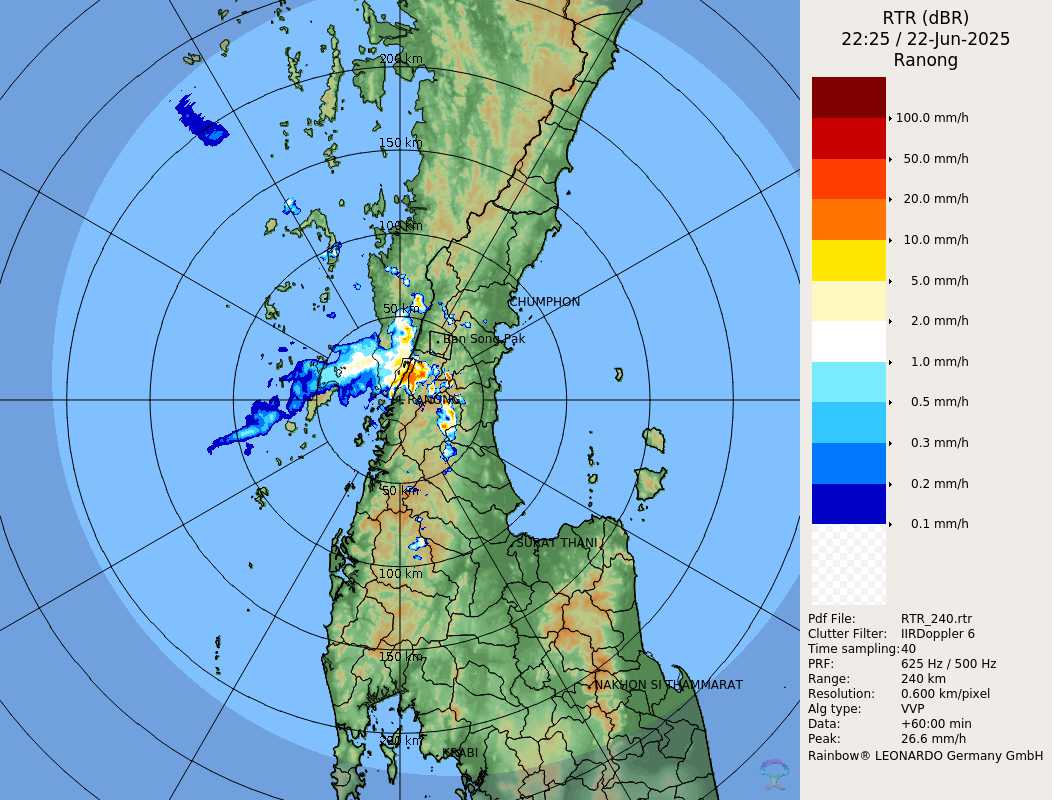 RTR (dBR)
22:25 / 22-Jun-2025
Ranong
100.0 mm/h
50.0 mm/h
20.0 mm/h
10.0 mm/h
5.0 mm/h
2.0 mm/h
1.0 mm/h
0.5 mm/h
0.3 mm/h
0.2 mm/h
0.1 mm/h
Pdf File: RTR_240.rtr
Clutter Filter: IIRDoppler 6
Time sampling: 40
PRF: 625 Hz / 500 Hz
Range: 240 km
Resolution: 0.600 km/pixel
Alg type: VVP
Data: +60:00 min
Peak: 26.6 mm/h
Rainbow® LEONARDO Germany GmbH
200 km
150 km
100 km
50 km
CHUMPHON
Ban Song Pak
RANONG
50 km
SURAT THANI
100 km
150 km
NAKHON SI THAMMARAT
200 km
KRABI